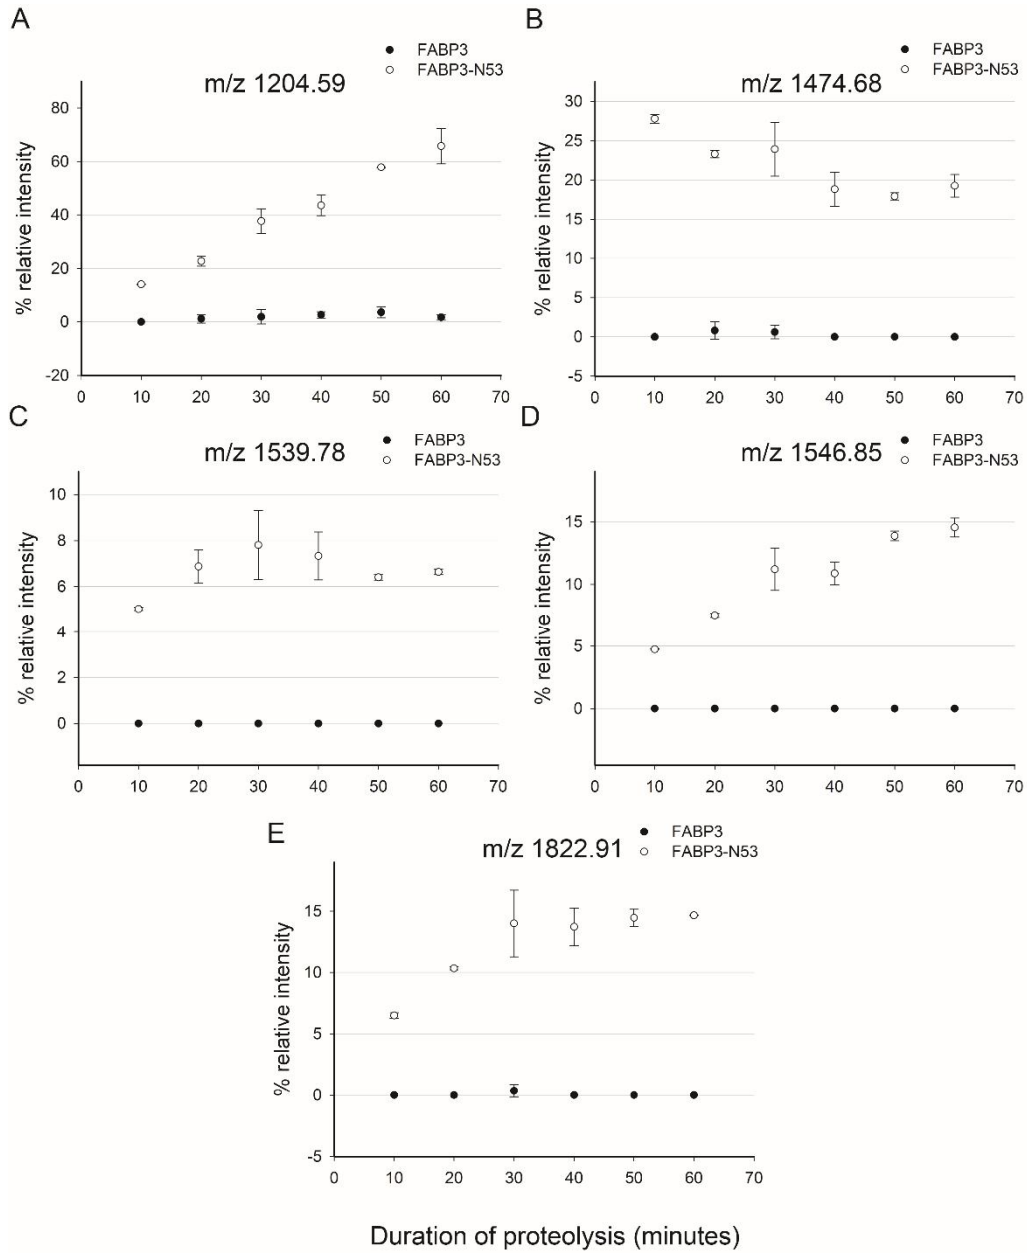 A
FABP3
FABP3-N53
m/z 1204.59
% relative intensity
80
60
40
20
0
-20
0 10 20 30 40 50 60 70
B
FABP3
FABP3-N53
m/z 1474.68
% relative intensity
30
25
20
15
10
5
0
-5
0 10 20 30 40 50 60 70
C
FABP3
FABP3-N53
m/z 1539.78
% relative intensity
10
8
6
4
2
0
0 10 20 30 40 50 60 70
D
FABP3
FABP3-N53
m/z 1546.85
% relative intensity
15
10
5
0
0 10 20 30 40 50 60 70
E
FABP3
FABP3-N53
m/z 1822.91
% relative intensity
15
10
5
0
-5
0 10 20 30 40 50 60 70
Duration of proteolysis (minutes)